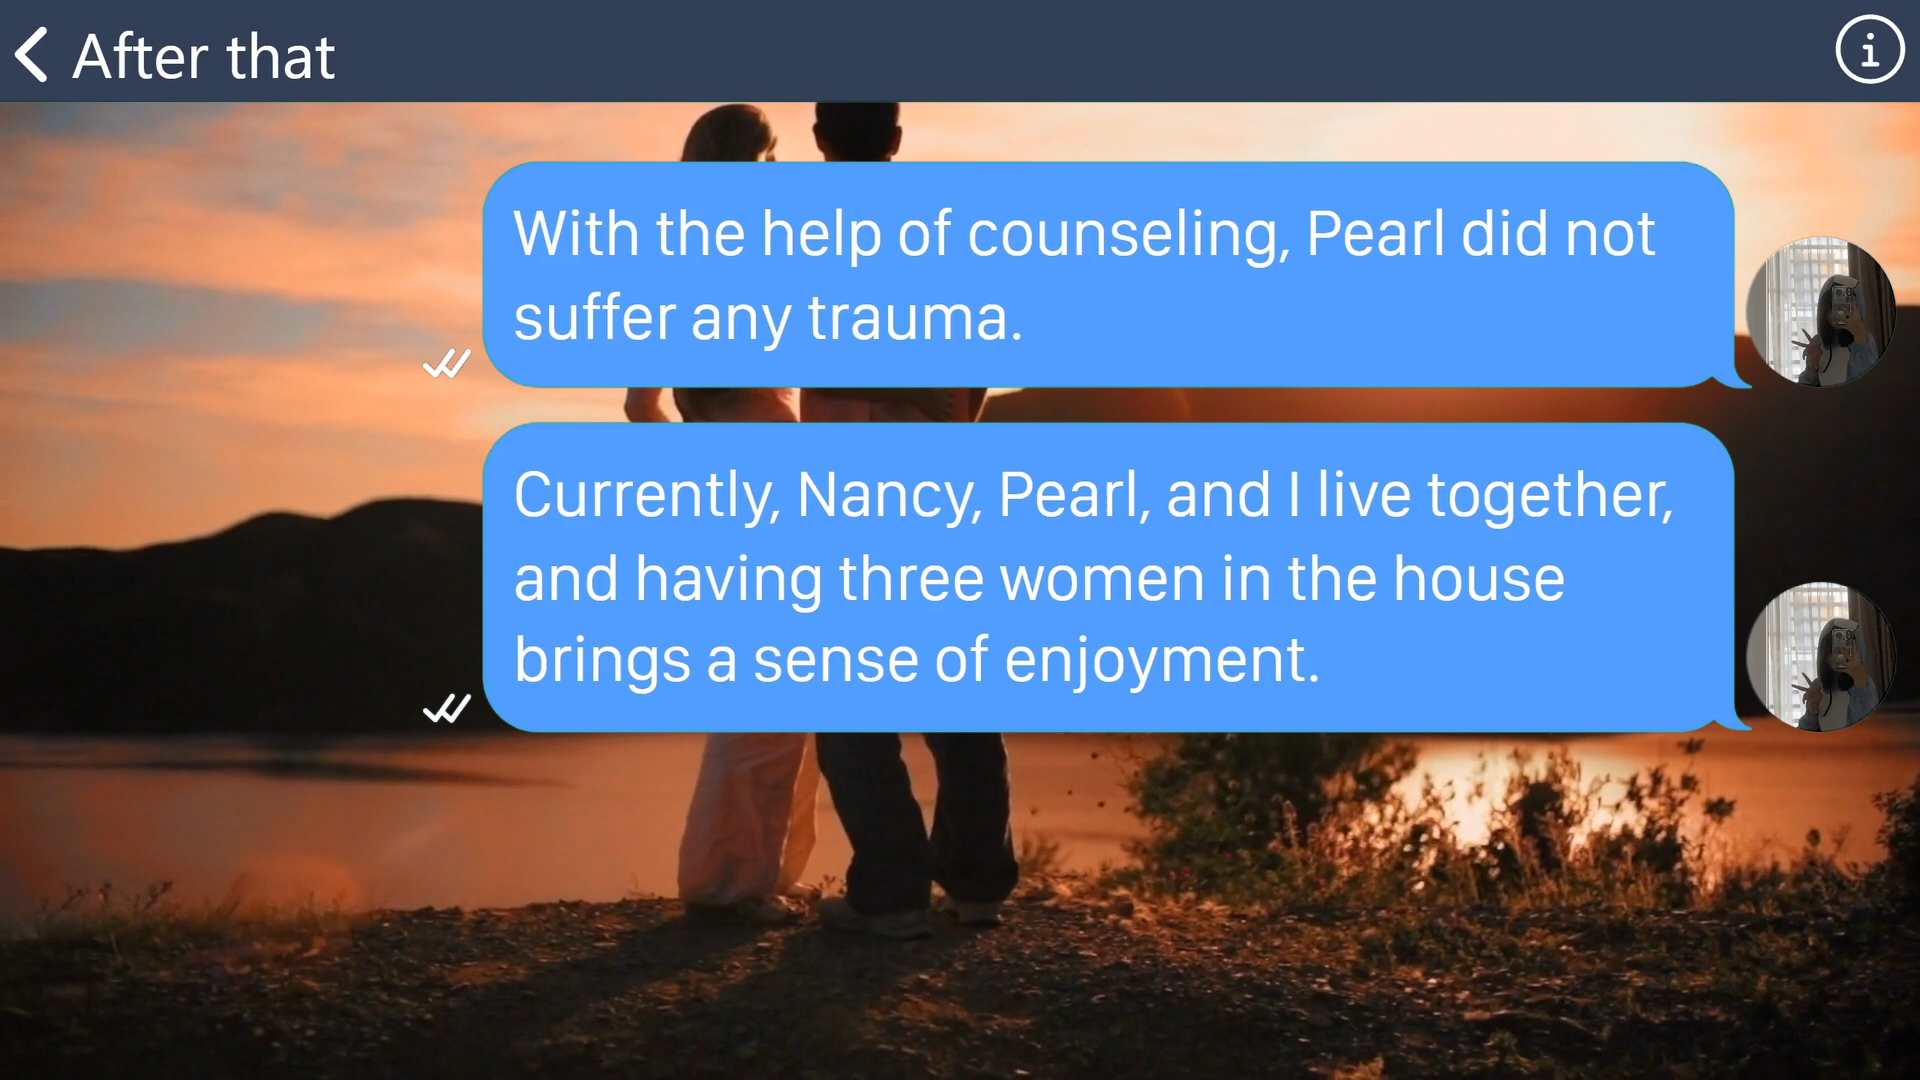 After that
With the help of counseling, Pearl did not
suffer any trauma.
Currently, Nancy, Pearl, and I live together,
and having three women in the house
brings a sense of enjoyment.